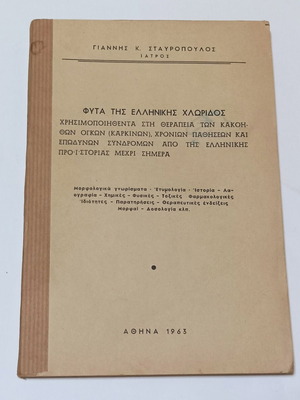 ΓΙΑΝΝΗΣ Κ. ΣΤΑΥΡΟΠΟΥΛΟΣ
ΙΑΤΡΟΣ
ΦΥΤΑ ΤΗΣ ΕΛΛΗΝΙΚΗΣ ΧΛΩΡΙΔΟΣ
ΧΡΗΣΙΜΟΠΟΙΗΘΕΝΤΑ ΣΤΗ ΘΕΡΑΠΕΙΑ ΤΩΝ ΚΑΚΟΗ-
ΘΩΝ ΟΓΚΩΝ (ΚΑΡΚΙΝΩΝ), ΧΡΟΝΙΩΝ ΠΑΘΗΣΕΩΝ ΚΑΙ
ΕΠΩΔΥΝΩΝ ΣΥΝΔΡΟΜΩΝ ΑΠΟ ΤΗΣ ΕΛΛΗΝΙΚΗΣ
ΠΡΟ·Ι·ΣΤΟΡΙΑΣ ΜΕΧΡΙ ΣΗΜΕΡΑ
Μορφολογικά γνωρίσματα - Ἐτυμολογία - Ἱστορία - Λα-
ογραφία - Χημικές - Φυσικές - Τοξικές Φαρμακολογικές
Ἰδιότητες - Παρατηρήσεις - Θεραπευτικές ἐνδείξεις
Μορφαί - Δοσολογία κλπ.
ΑΘΗΝΑ 1963